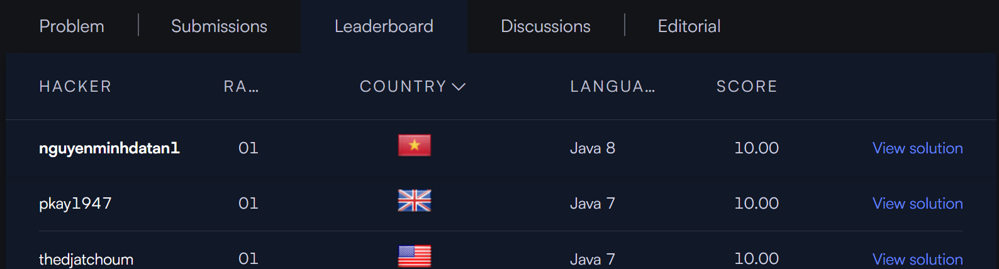 Problem Submissions Leaderboard Discussions Editorial
HACKER RA… COUNTRY LANGUA… SCORE
nguyenminhdatan1 01 Java 8 10.00 View solution
pkay1947 01 Java 7 10.00 View solution
thedjatchoum 01 Java 7 10.00 View solution